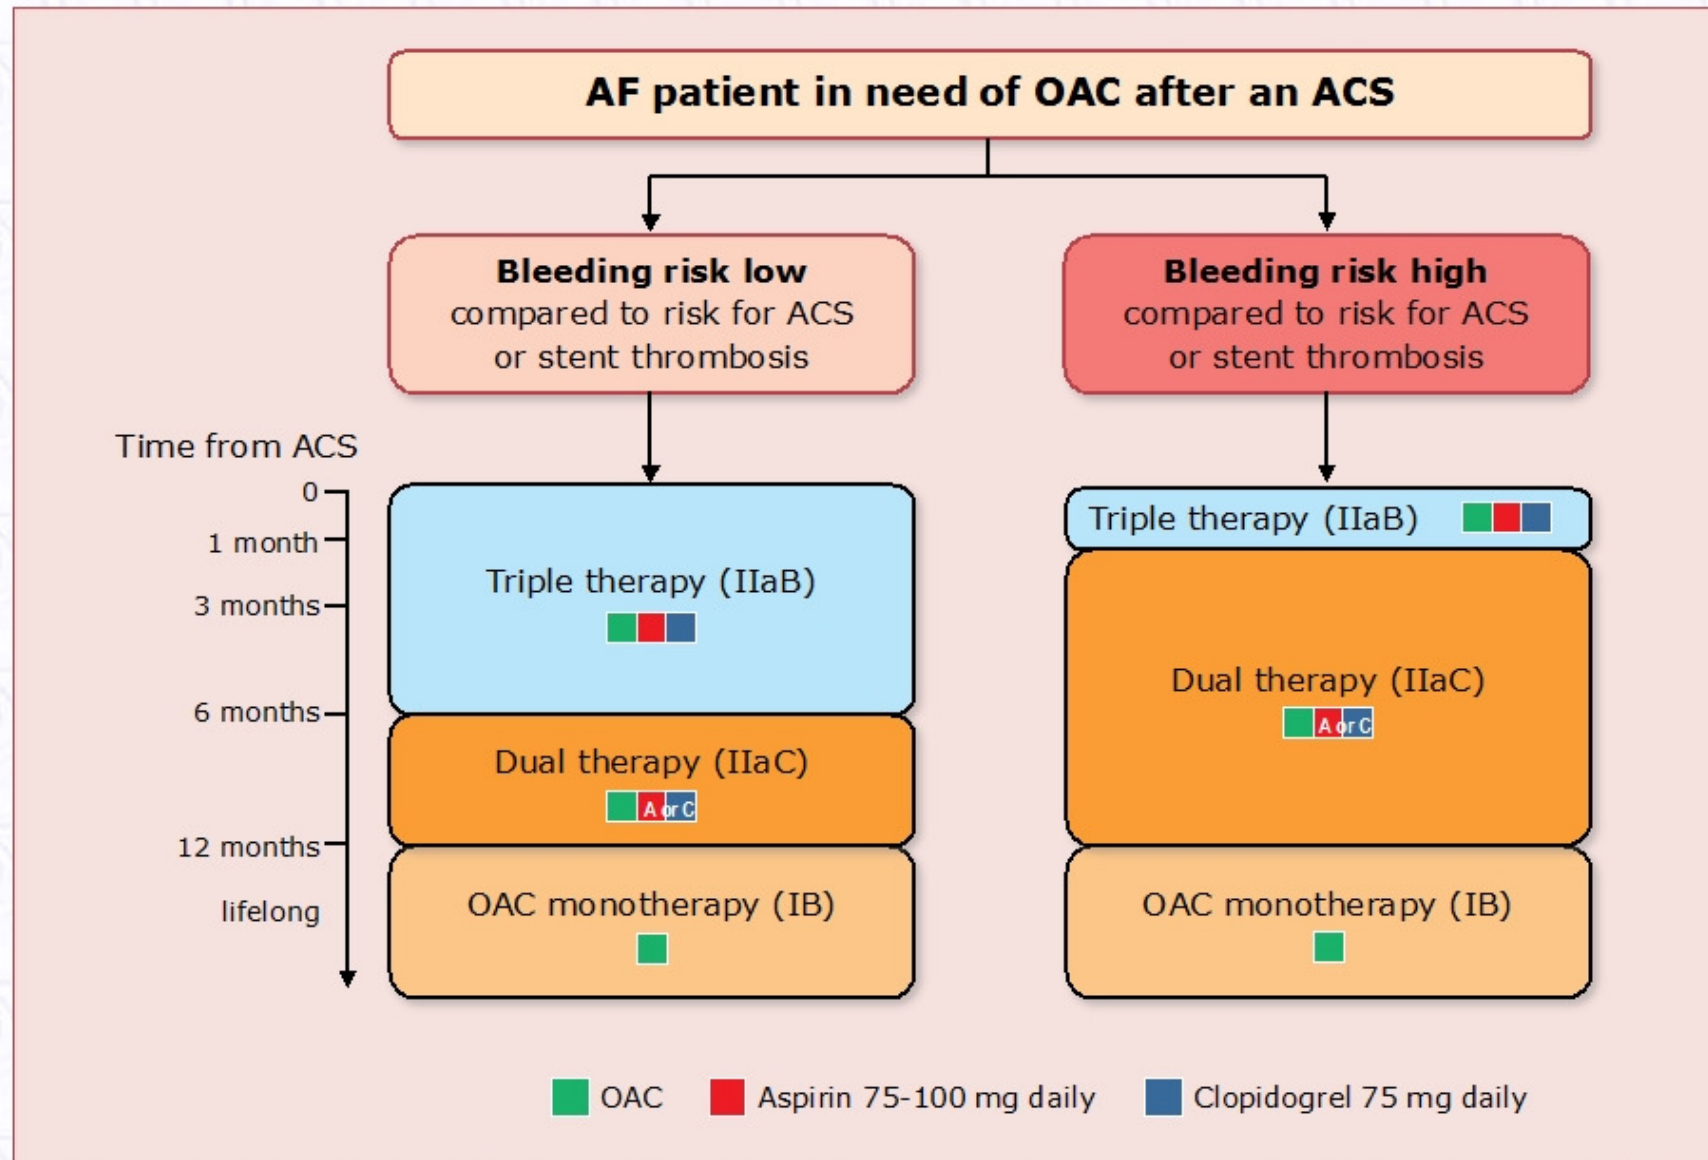 AF patient in need of OAC after an ACS
Bleeding risk low
compared to risk for ACS
or stent thrombosis
Bleeding risk high
compared to risk for ACS
or stent thrombosis
Time from ACS
0
1 month
3 months
6 months
12 months
lifelong
Triple therapy (IIaB)
Dual therapy (IIaC)
A or C
OAC monotherapy (IB)
Triple therapy (IIaB)
Dual therapy (IIaC)
A or C
OAC monotherapy (IB)
OAC
Aspirin 75-100 mg daily
Clopidogrel 75 mg daily